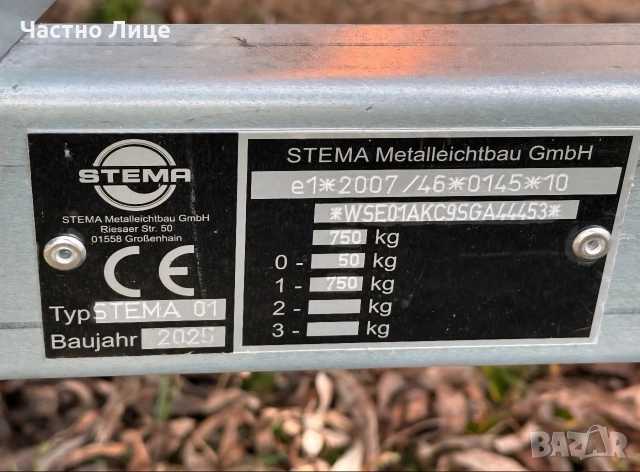 Частно Лице
STEMA
STEMA Metalleichtbau GmbH
Riesaer Str. 50
01558 Großenhain
CE
Typ STEMA 01
Baujahr 2025
STEMA Metalleichtbau GmbH
e1*2007/46*0145*10
*WSE01AKC9SGA44453*
750 kg
0 - 50 kg
1 - 750 kg
2 - kg
3 - kg
BAZAR